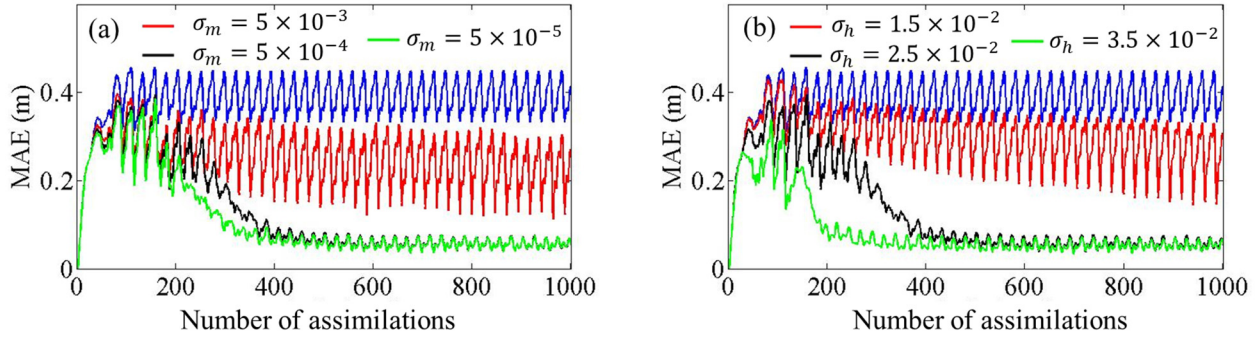 (a)
σₘ = 5 × 10⁻³
σₘ = 5 × 10⁻⁴
σₘ = 5 × 10⁻⁵
MAE (m)
0.4
0.2
0
0 200 400 600 800 1000
Number of assimilations
(b)
σₕ = 1.5 × 10⁻²
σₕ = 2.5 × 10⁻²
σₕ = 3.5 × 10⁻²
MAE (m)
0.4
0.2
0
0 200 400 600 800 1000
Number of assimilations